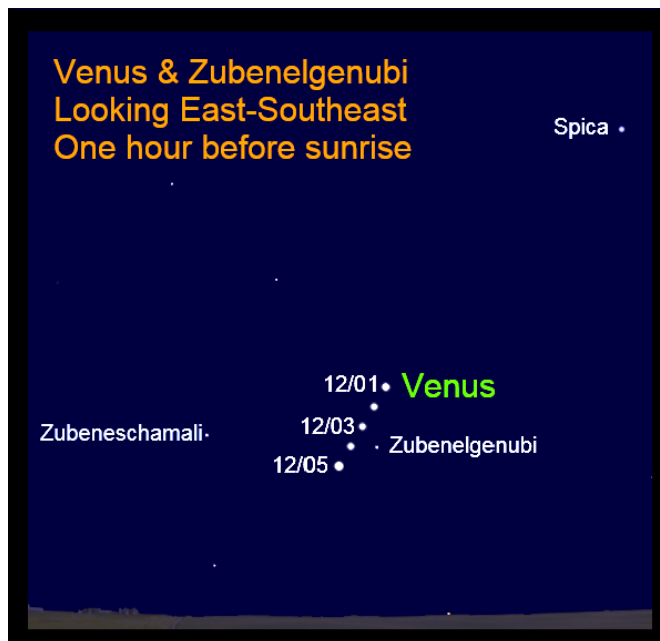 Venus & Zubenelgenubi
Looking East-Southeast
One hour before sunrise
Spica
12/01
Venus
12/03
Zubeneschamali
Zubenelgenubi
12/05